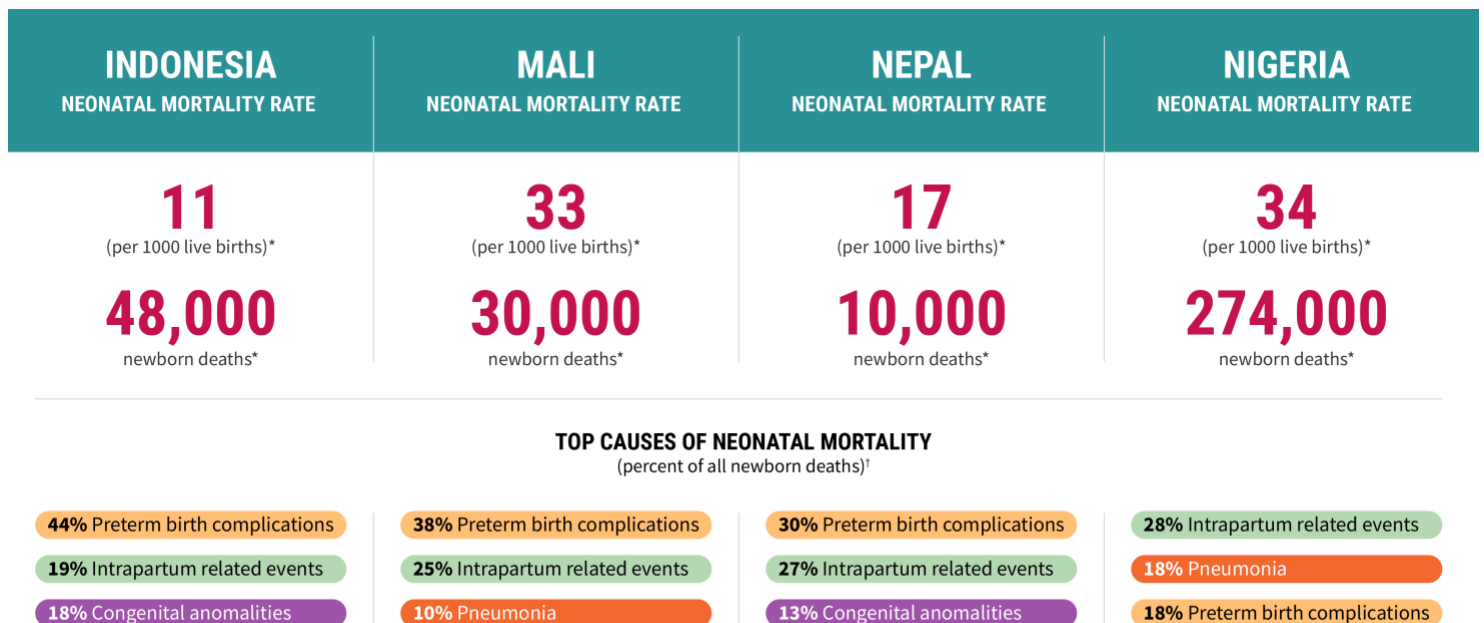 INDONESIA
NEONATAL MORTALITY RATE
11
(per 1000 live births)*
48,000
newborn deaths*
MALI
NEONATAL MORTALITY RATE
33
(per 1000 live births)*
30,000
newborn deaths*
NEPAL
NEONATAL MORTALITY RATE
17
(per 1000 live births)*
10,000
newborn deaths*
NIGERIA
NEONATAL MORTALITY RATE
34
(per 1000 live births)*
274,000
newborn deaths*
TOP CAUSES OF NEONATAL MORTALITY
(percent of all newborn deaths)†
44% Preterm birth complications
19% Intrapartum related events
18% Congenital anomalities
38% Preterm birth complications
25% Intrapartum related events
10% Pneumonia
30% Preterm birth complications
27% Intrapartum related events
13% Congenital anomalities
28% Intrapartum related events
18% Pneumonia
18% Preterm birth complications